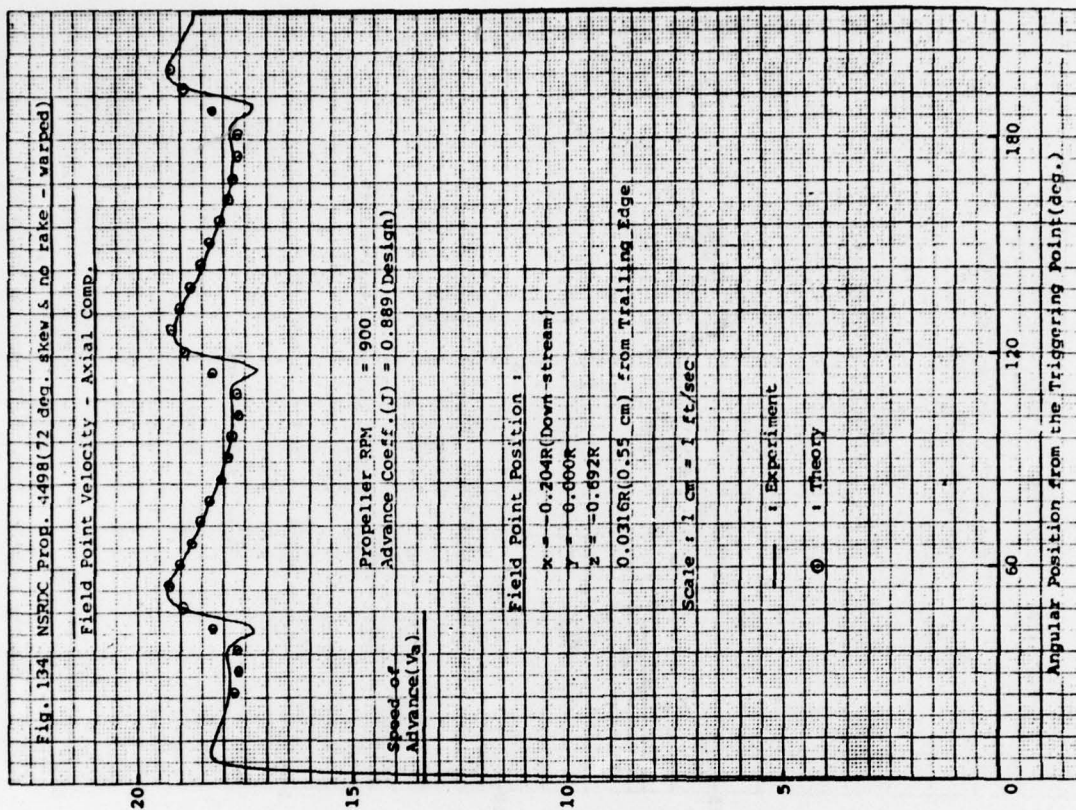 Fig. 134 NSRDC Prop. 4498(72 deg. skew & no rake - warped)
Field Point Velocity - Axial Comp.
Propeller RPM = 900
Advance Coeff.(J) = 0.889(Design)
Speed of
Advance(Va)
Field Point Position :
x = -0.204R(Down stream)
y = 0.000R
z = -0.692R
0.0316R(0.55 cm) from Trailing Edge
Scale : 1 cm = 1 ft/sec
: Experiment
: Theory
20
15
10
5
0
60
120
180
Angular Position from the Triggering Point(deg.)